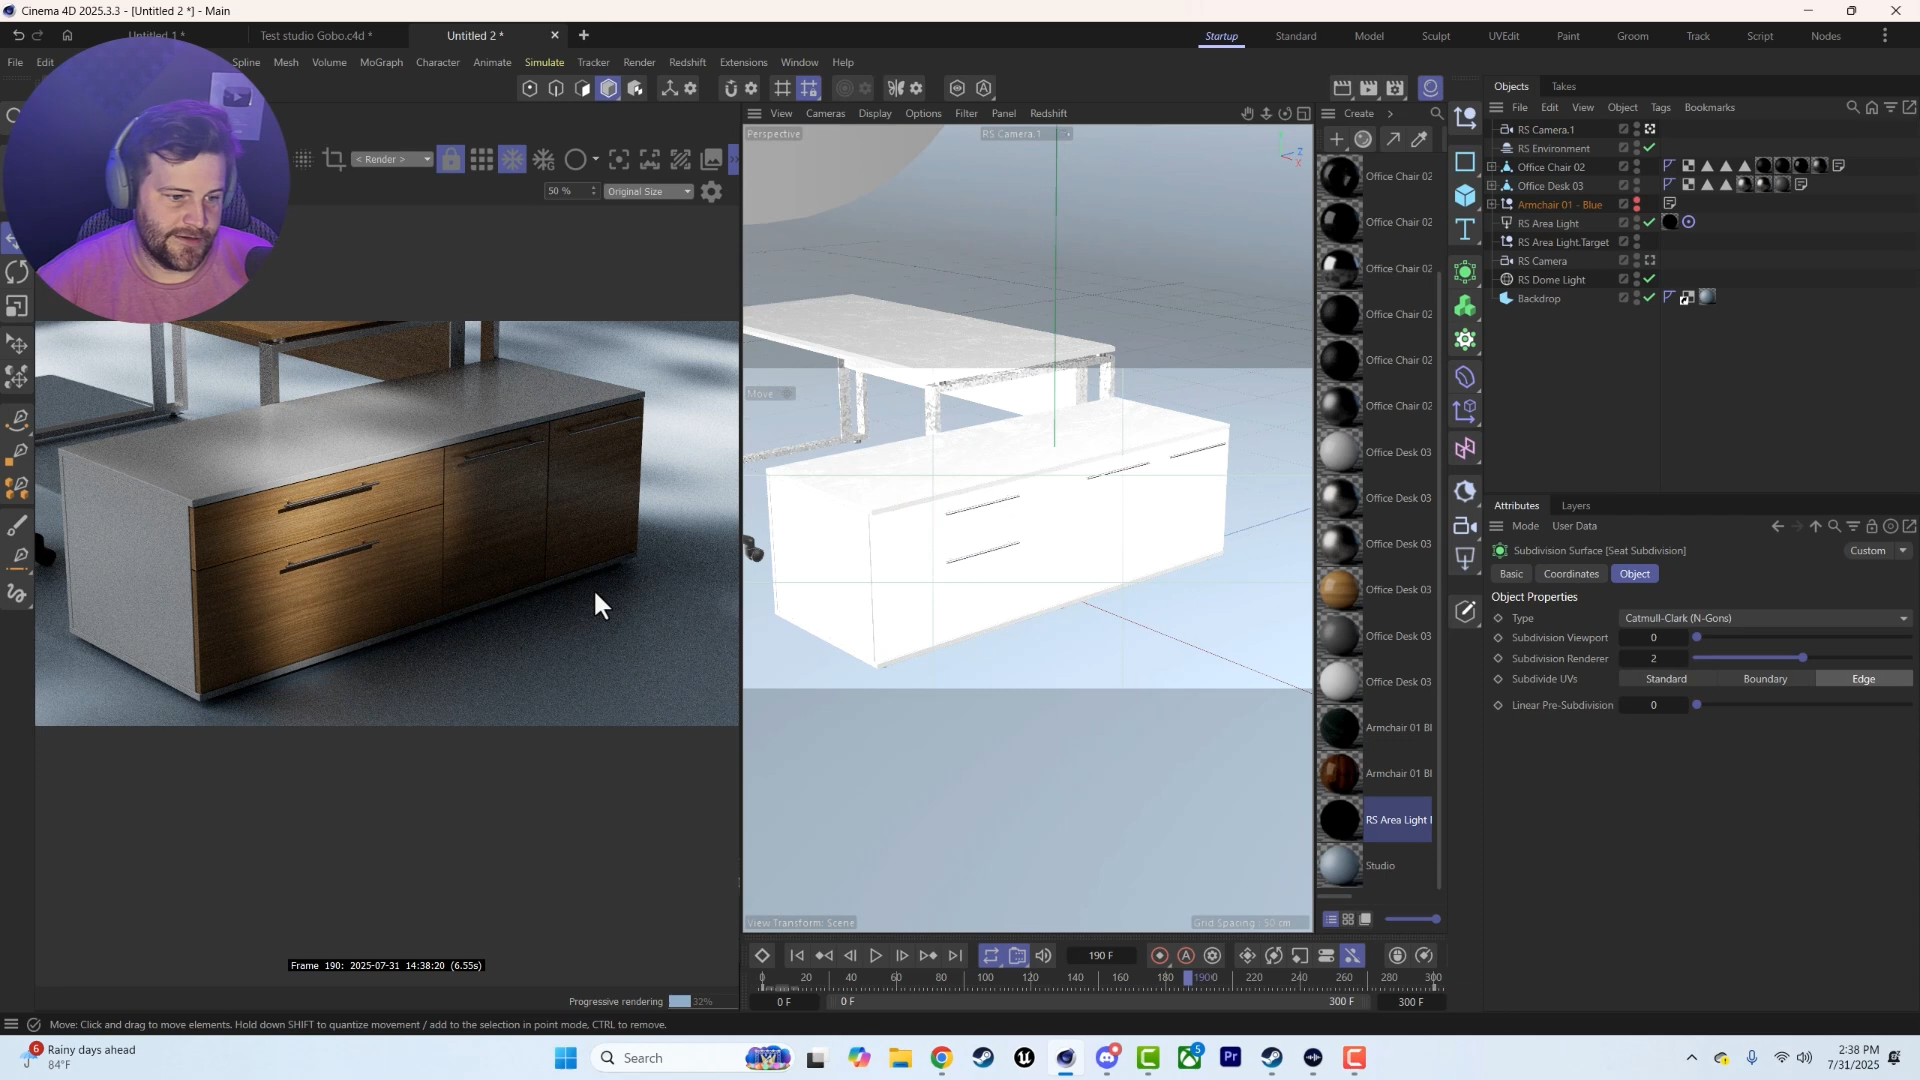 Cinema 4D 2025.3.3 - [Untitled 2 *] - Main
Untitled 1 *
Test studio Gobo.c4d *
Untitled 2 *
Startup
Standard
Model
Sculpt
UVEdit
Paint
Groom
Track
Script
Nodes
File Edit
Spline Mesh Volume MoGraph Character Animate Simulate Tracker Render Redshift Extensions Window Help
< Render >
50 %
Original Size
View Cameras Display Options Filter Panel Redshift
Perspective
RS Camera.1
Move
View Transform: Scene
Grid Spacing : 50 cm
Frame 190: 2025-07-31 14:38:20 (6.55s)
Progressive rendering 32%
Create
Office Chair 02
Office Chair 02
Office Chair 02
Office Chair 02
Office Chair 02
Office Chair 02
Office Desk 03
Office Desk 03
Office Desk 03
Office Desk 03
Office Desk 03
Office Desk 03
Armchair 01 Bl
Armchair 01 Bl
RS Area Light
Studio
Objects Takes
File Edit View Object Tags Bookmarks
RS Camera.1
RS Environment
Office Chair 02
Office Desk 03
Armchair 01 - Blue
RS Area Light
RS Area Light.Target
RS Camera
RS Dome Light
Backdrop
Attributes Layers
Mode User Data
Subdivision Surface [Seat Subdivision]
Custom
Basic Coordinates Object
Object Properties
Type Catmull-Clark (N-Gons)
Subdivision Viewport 0
Subdivision Renderer 2
Subdivide UVs Standard Boundary Edge
Linear Pre-Subdivision 0
190 F
0 20 40 60 80 100 120 140 160 180 190 220 240 260 280 300
0 F 0 F 300 F 300 F
Move: Click and drag to move elements. Hold down SHIFT to quantize movement / add to the selection in point mode, CTRL to remove.
6
Rainy days ahead
84°F
Search
5
Pr
2:38 PM
7/31/2025